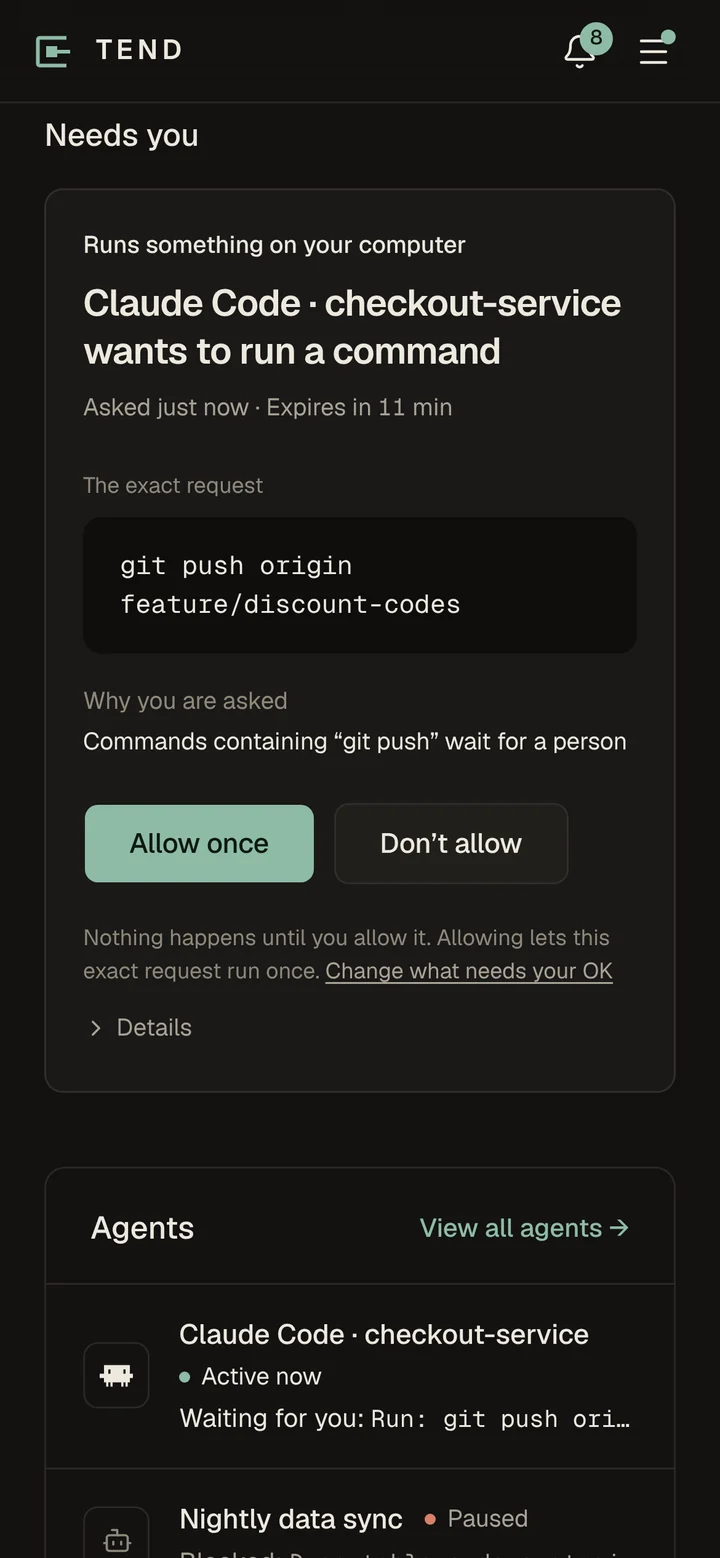 TEND
8
Needs you
Runs something on your computer
Claude Code · checkout-service
wants to run a command
Asked just now · Expires in 11 min
The exact request
git push origin
feature/discount-codes
Why you are asked
Commands containing “git push” wait for a person
Allow once
Don’t allow
Nothing happens until you allow it. Allowing lets this
exact request run once. Change what needs your OK
Details
Agents
View all agents →
Claude Code · checkout-service
Active now
Waiting for you: Run: git push ori…
Nightly data sync
Paused